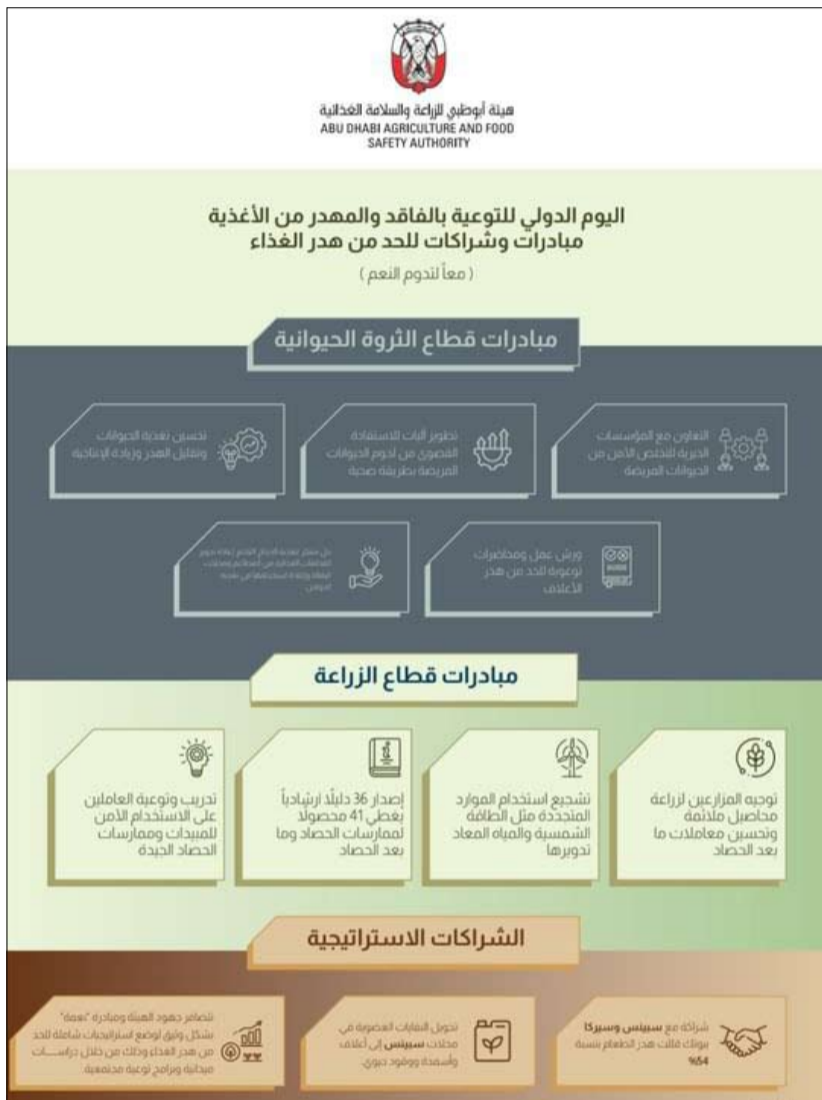 هيئة أبوظبي للزراعة والسلامة الغذائية
ABU DHABI AGRICULTURE AND FOOD
SAFETY AUTHORITY
اليوم الدولي للتوعية بالفاقد والمهدر من الأغذية
مبادرات وشراكات للحد من هدر الغذاء
( معاً لتدوم النعم )
مبادرات قطاع الثروة الحيوانية
التعاون مع المؤسسات
الخيرية للتخلص الآمن من
الحيوانات المريضة
تطوير آليات للاستفادة
القصوى من لحوم الحيوانات
المريضة بطريقة صحية
تحسين تغذية الحيوانات
وتقليل الهدر وزيادة الإنتاجية
ورش عمل ومحاضرات
توعوية للحد من هدر
الأعلاف
مبادرات قطاع الزراعة
توجيه المزارعين لزراعة
محاصيل ملائمة
وتحسين معاملات ما
بعد الحصاد
تشجيع استخدام الموارد
المتجددة مثل الطاقة
الشمسية والمياه المعاد
تدويرها
إصدار 36 دليلًا ارشادياً
يغطي 41 محصولًا
لممارسات الحصاد وما
بعد الحصاد
تدريب وتوعية العاملين
على الاستخدام الآمن
للمبيدات وممارسات
الحصاد الجيدة
الشراكات الاستراتيجية
شراكة مع سبينس وسيركا
بيوتك قللت هدر الطعام بنسبة
54%
تحويل النفايات العضوية في
محلات سبينس إلى أعلاف
وأسمدة ووقود حيوي.
تتضافر جهود الهيئة ومبادرة "نعمة"
بشكل وثيق لوضع استراتيجيات شاملة للحد
من هدر الغذاء وذلك من خلال دراسات
ميدانية وبرامج توعية مجتمعية.